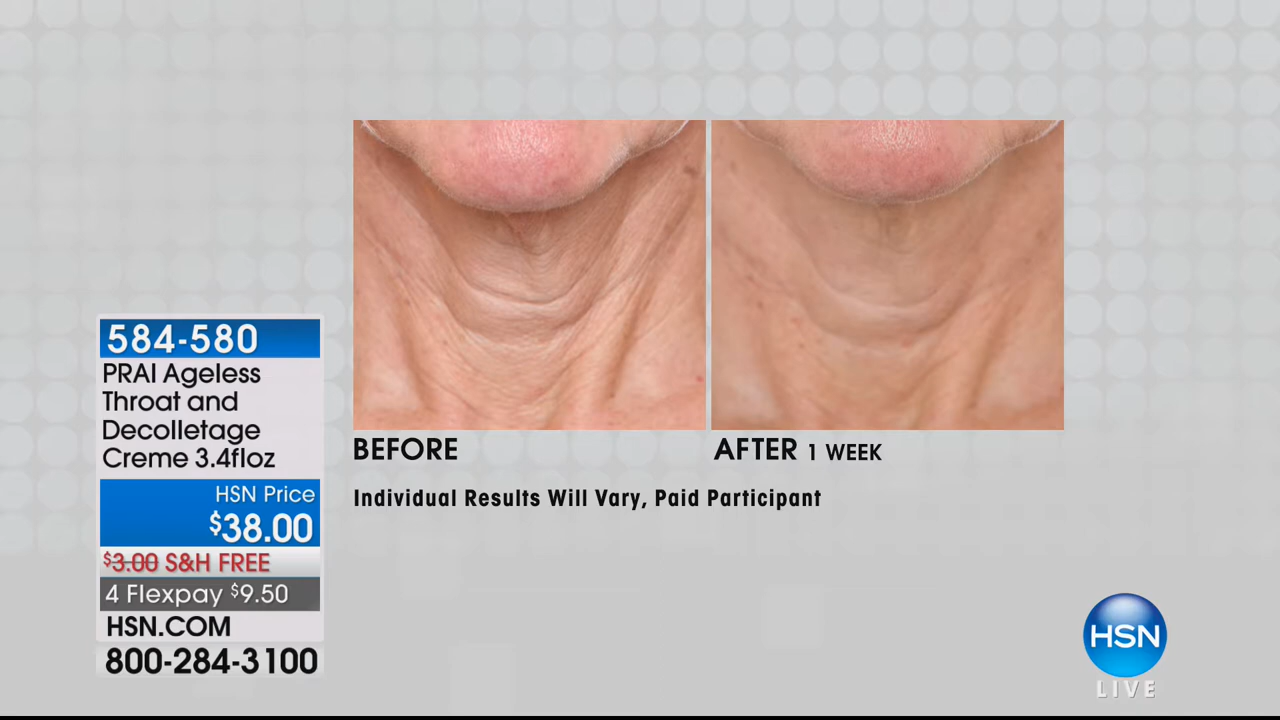 584-580
PRAI Ageless
Throat and
Decolletage
Creme 3.4floz
HSN Price
$38.00
$3.00 S&H FREE
4 Flexpay $9.50
HSN.COM
800-284-3100
BEFORE
AFTER 1 WEEK
Individual Results Will Vary, Paid Participant
HSN
LIVE